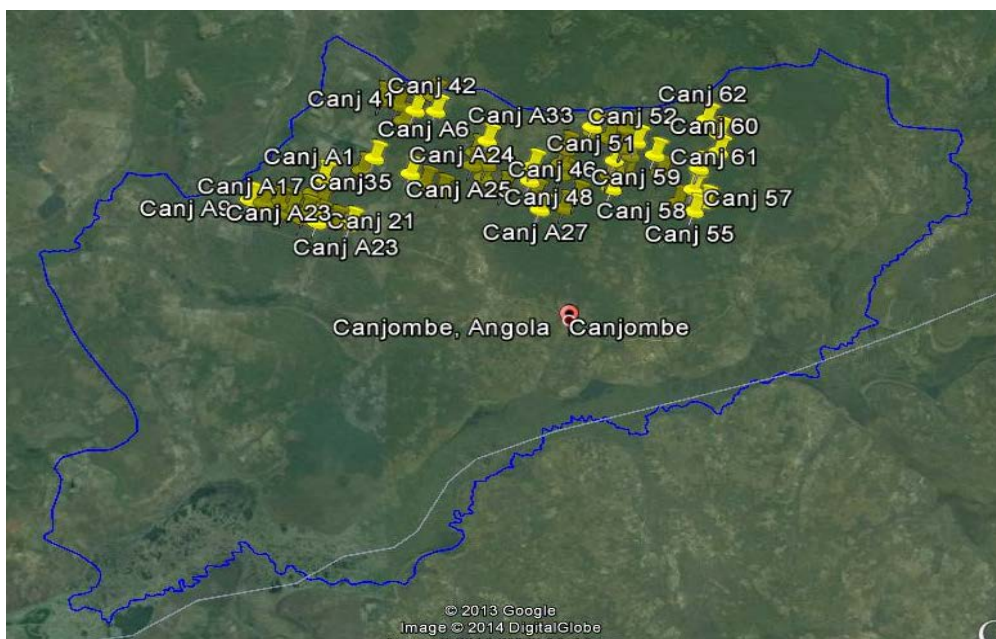 Canj 42
Canj 41
Canj 62
Canj A33
Canj 52
Canj A6
Canj 60
Canj 51
Canj A1
Canj A24
Canj 61
Canj 46
Canj35
Canj 59
Canj A17
Canj A25
Canj 48
Canj 57
Canj A9
Canj A23
Canj 21
Canj 58
Canj A27
Canj 55
Canj A23
Canjombe, Angola
Canjombe
© 2013 Google
Image © 2014 DigitalGlobe